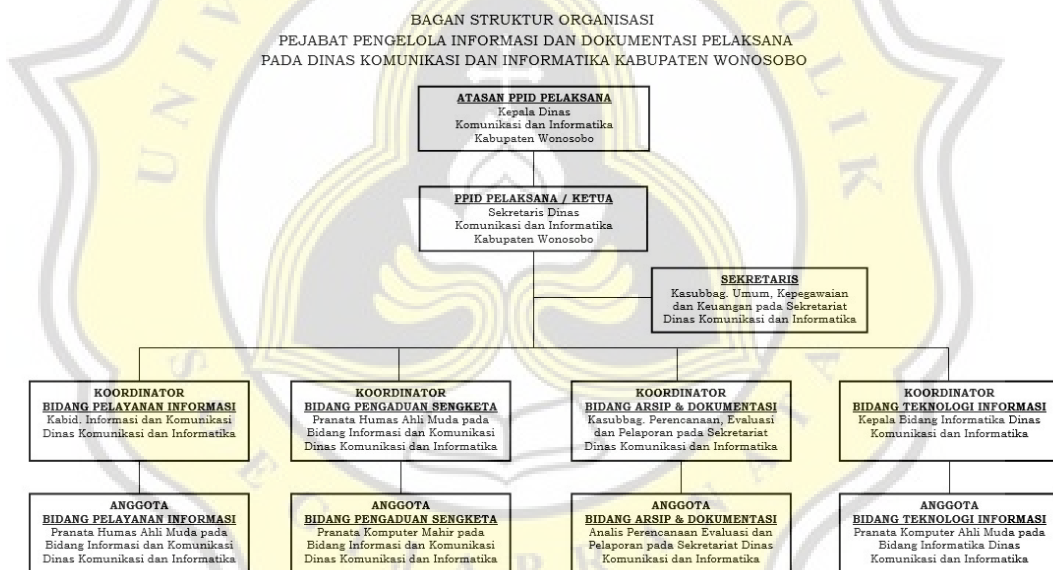 BAGAN STRUKTUR ORGANISASI
PEJABAT PENGELOLA INFORMASI DAN DOKUMENTASI PELAKSANA
PADA DINAS KOMUNIKASI DAN INFORMATIKA KABUPATEN WONOSOBO
ATASAN PPID PELAKSANA
Kepala Dinas
Komunikasi dan Informatika
Kabupaten Wonosobo
PPID PELAKSANA / KETUA
Sekretaris Dinas
Komunikasi dan Informatika
Kabupaten Wonosobo
SEKRETARIS
Kasubbag. Umum, Kepegawaian
dan Keuangan pada Sekretariat
Dinas Komunikasi dan Informatika
KOORDINATOR
BIDANG PELAYANAN INFORMASI
Kabid. Informasi dan Komunikasi
Dinas Komunikasi dan Informatika
KOORDINATOR
BIDANG PENGADUAN SENGKETA
Pranata Humas Ahli Muda pada
Bidang Informasi dan Komunikasi
Dinas Komunikasi dan Informatika
KOORDINATOR
BIDANG ARSIP & DOKUMENTASI
Kasubbag. Perencanaan, Evaluasi
dan Pelaporan pada Sekretariat
Dinas Komunikasi dan Informatika
KOORDINATOR
BIDANG TEKNOLOGI INFORMASI
Kepala Bidang Informatika Dinas
Komunikasi dan Informatika
ANGGOTA
BIDANG PELAYANAN INFORMASI
Pranata Humas Ahli Muda pada
Bidang Informasi dan Komunikasi
Dinas Komunikasi dan Informatika
ANGGOTA
BIDANG PENGADUAN SENGKETA
Pranata Komputer Mahir pada
Bidang Informasi dan Komunikasi
Dinas Komunikasi dan Informatika
ANGGOTA
BIDANG ARSIP & DOKUMENTASI
Analis Perencanaan Evaluasi dan
Pelaporan pada Sekretariat Dinas
Komunikasi dan Informatika
ANGGOTA
BIDANG TEKNOLOGI INFORMASI
Pranata Komputer Ahli Muda pada
Bidang Informatika Dinas
Komunikasi dan Informatika